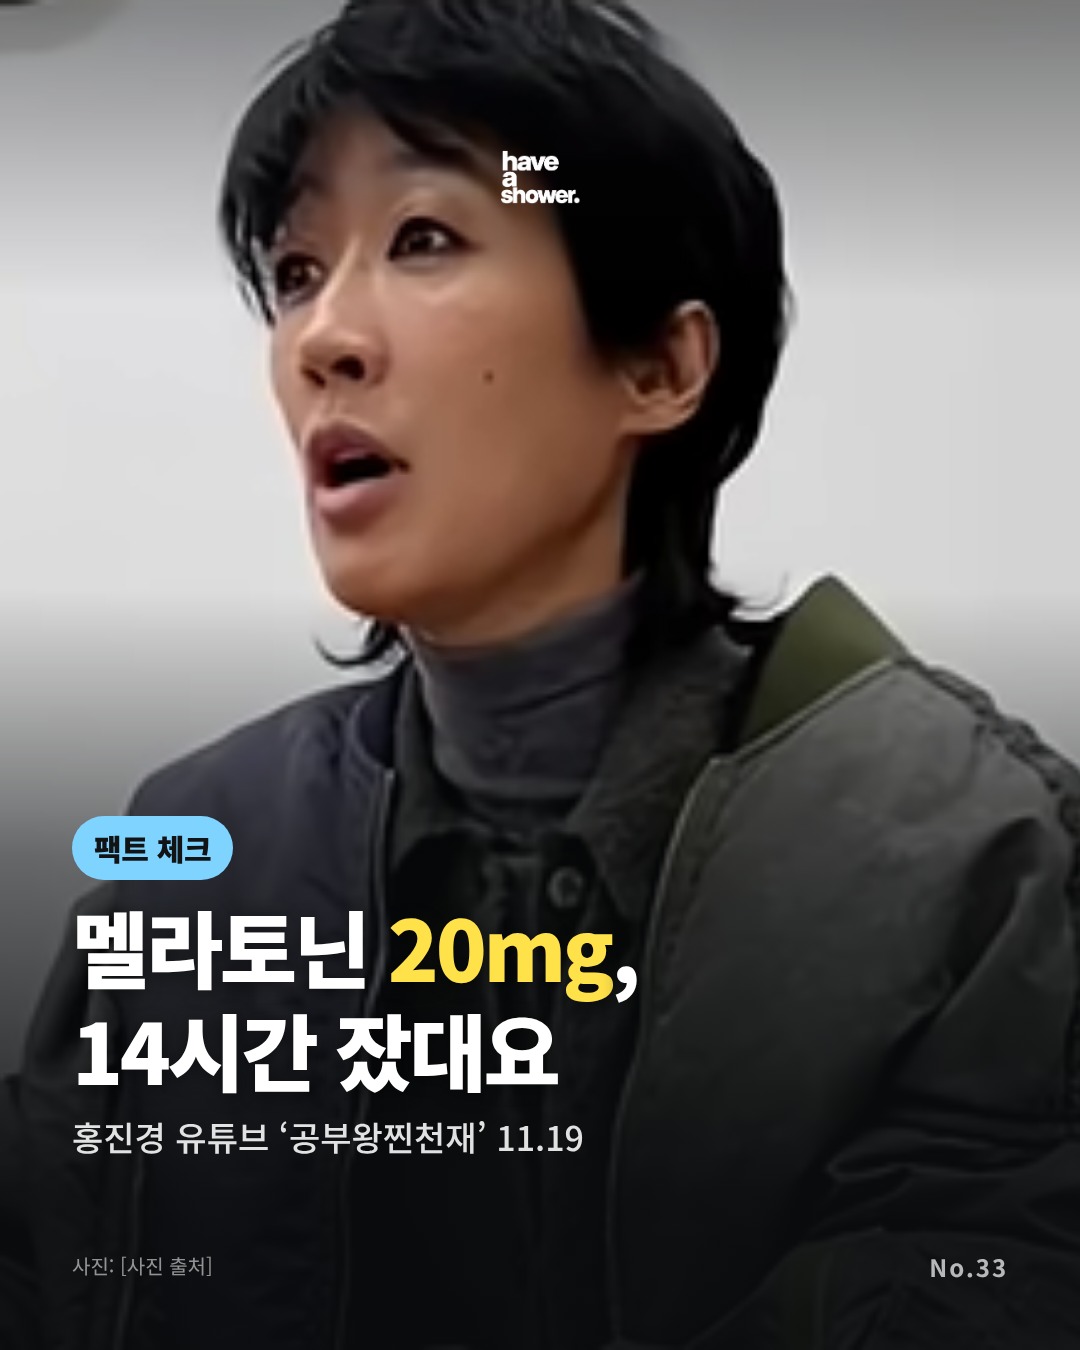 have
a
shower.
팩트 체크
멜라토닌 20mg,
14시간 잤대요
홍진경 유튜브 ‘공부왕찐천재’ 11.19
사진: [사진 출처]
No.33